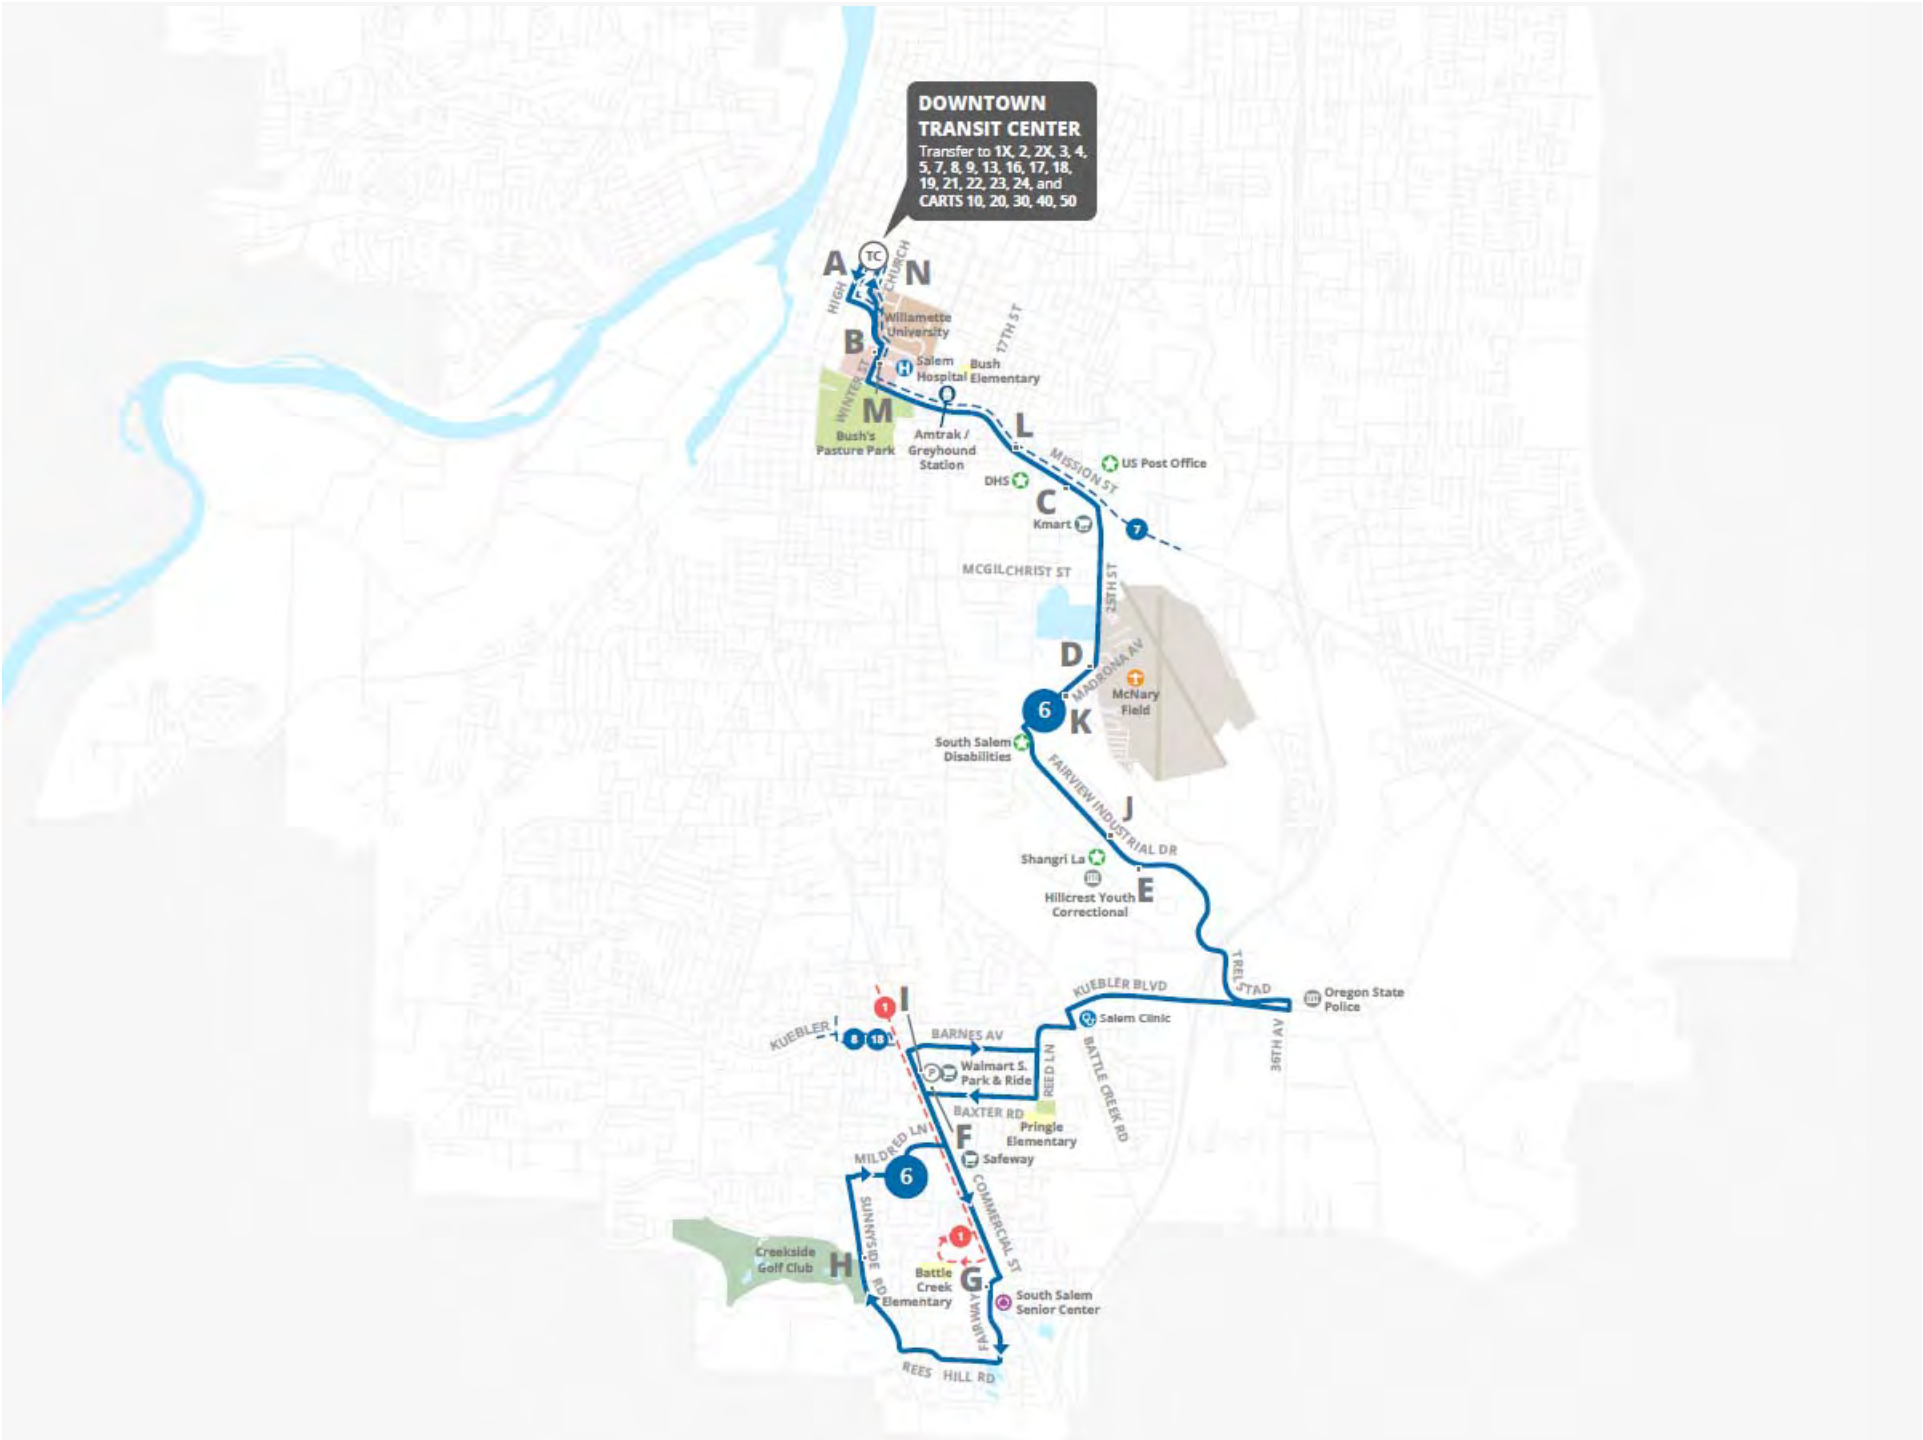 DOWNTOWN
TRANSIT CENTER
Transfer to 1X, 2, 2X, 3, 4,
5, 7, 8, 9, 13, 16, 17, 18,
19, 21, 22, 23, 24, and
CARTS 10, 20, 30, 40, 50
TC
A
N
CHURCH
HIGH
Willamette
University
17TH ST
B
H
Salem
Hospital
Bush
Elementary
WINTER ST
M
Bush's
Pasture Park
Amtrak /
Greyhound
Station
L
MISSION ST
US Post Office
DHS
C
Kmart
7
MCGILCHRIST ST
25TH ST
D
MADRONA AV
McNary
Field
6
K
South Salem
Disabilities
FAIRVIEW INDUSTRIAL DR
J
Shangri La
E
Hillcrest Youth
Correctional
TRELSTAD
KUEBLER BLVD
Oregon State
Police
36TH AV
Salem Clinic
BATTLE CREEK RD
1
I
KUEBLER
8
18
BARNES AV
P
Walmart S.
Park & Ride
REED LN
BAXTER RD
Pringle
Elementary
MILDRED LN
F
Safeway
6
COMMERCIAL ST
SUNNYSIDE RD
1
Creekside
Golf Club
H
Battle
Creek
Elementary
G
FAIRWAY
South Salem
Senior Center
REES HILL RD